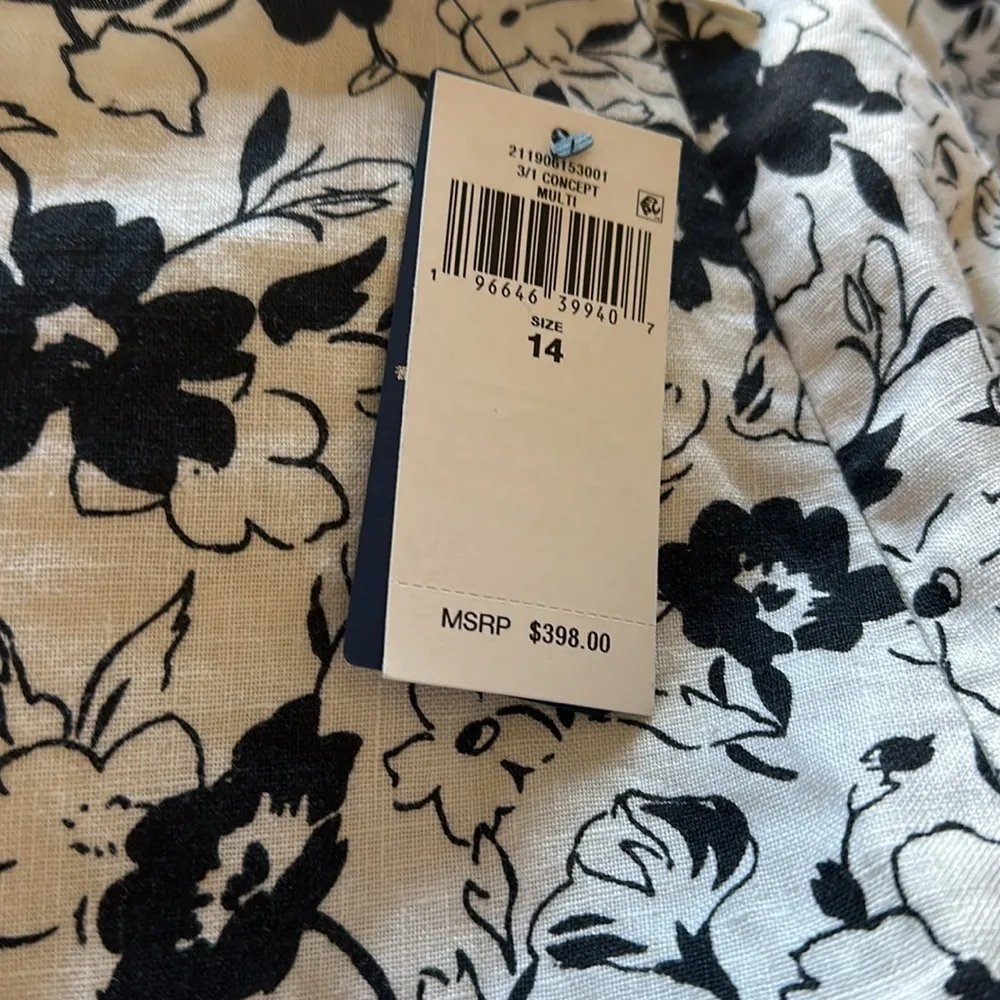 211906153001
3/1 CONCEPT
MULTI
1 96646 39940 7
SIZE
14
MSRP $398.00